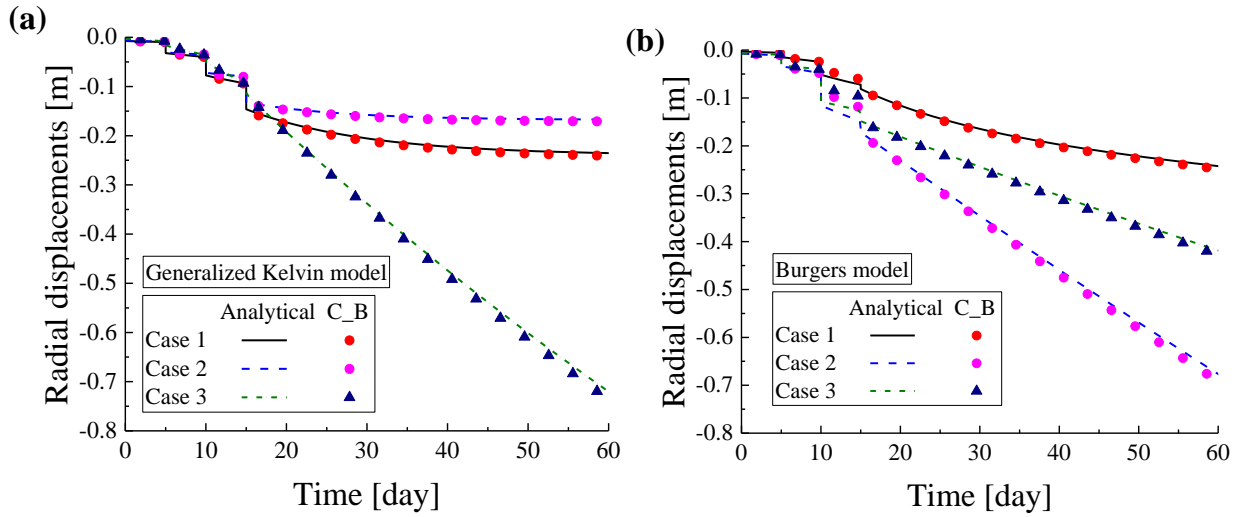 (a)
0.0
-0.1
-0.2
-0.3
-0.4
-0.5
-0.6
-0.7
-0.8
Radial displacements [m]
Generalized Kelvin model
Analytical C_B
Case 1
Case 2
Case 3
0 10 20 30 40 50 60
Time [day]
(b)
0.0
-0.1
-0.2
-0.3
-0.4
-0.5
-0.6
-0.7
-0.8
Radial displacements [m]
Burgers model
Analytical C_B
Case 1
Case 2
Case 3
0 10 20 30 40 50 60
Time [day]